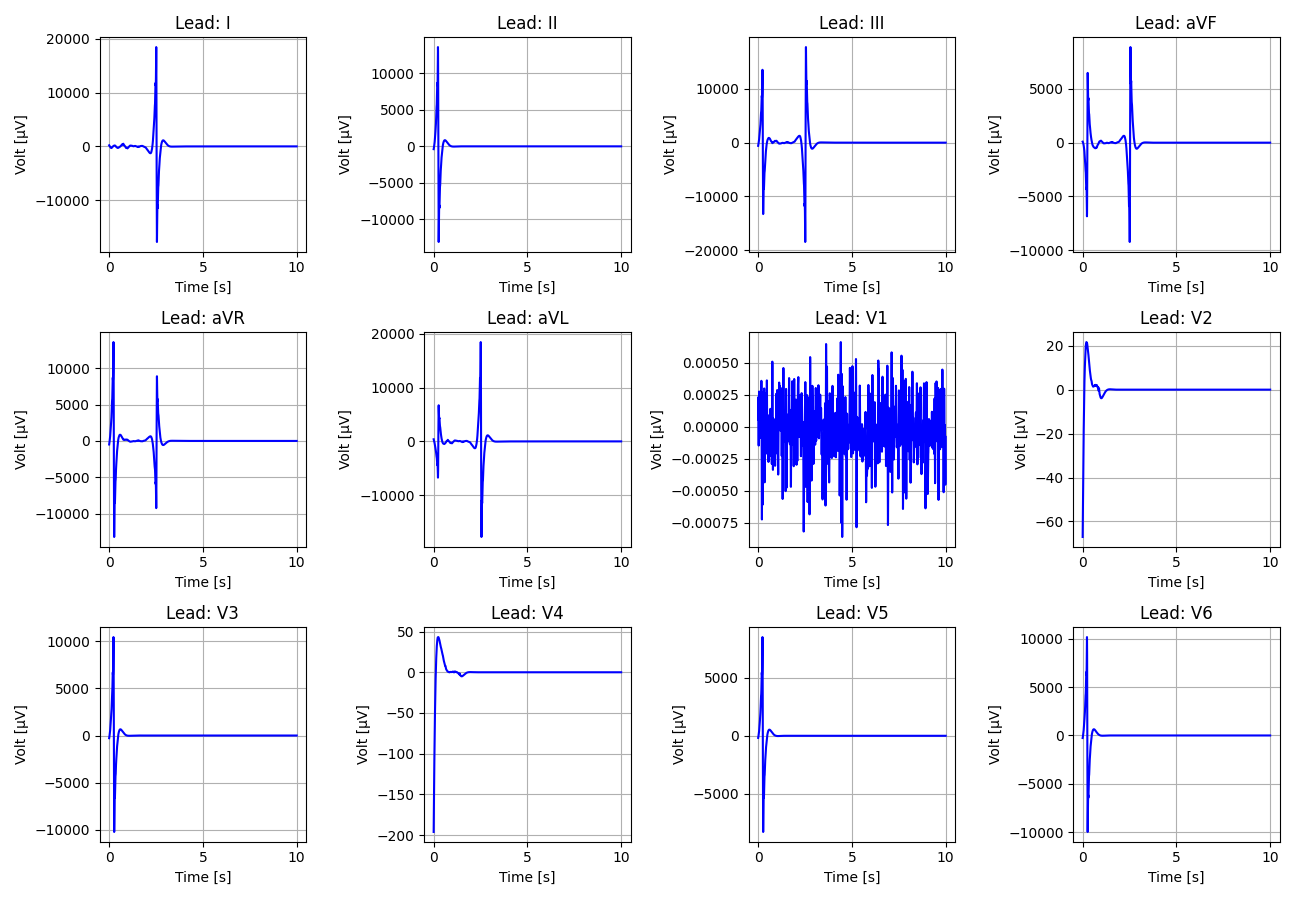 Lead: I
Volt [µV]
20000
10000
0
−10000
0
5
10
Time [s]
Lead: II
Volt [µV]
10000
5000
0
−5000
−10000
0
5
10
Time [s]
Lead: III
Volt [µV]
10000
0
−10000
−20000
0
5
10
Time [s]
Lead: aVF
Volt [µV]
5000
0
−5000
−10000
0
5
10
Time [s]
Lead: aVR
Volt [µV]
10000
5000
0
−5000
−10000
0
5
10
Time [s]
Lead: aVL
Volt [µV]
20000
10000
0
−10000
0
5
10
Time [s]
Lead: V1
Volt [µV]
0.00050
0.00025
0.00000
−0.00025
−0.00050
−0.00075
0
5
10
Time [s]
Lead: V2
Volt [µV]
20
0
−20
−40
−60
0
5
10
Time [s]
Lead: V3
Volt [µV]
10000
5000
0
−5000
−10000
0
5
10
Time [s]
Lead: V4
Volt [µV]
50
0
−50
−100
−150
−200
0
5
10
Time [s]
Lead: V5
Volt [µV]
5000
0
−5000
0
5
10
Time [s]
Lead: V6
Volt [µV]
10000
5000
0
−5000
−10000
0
5
10
Time [s]